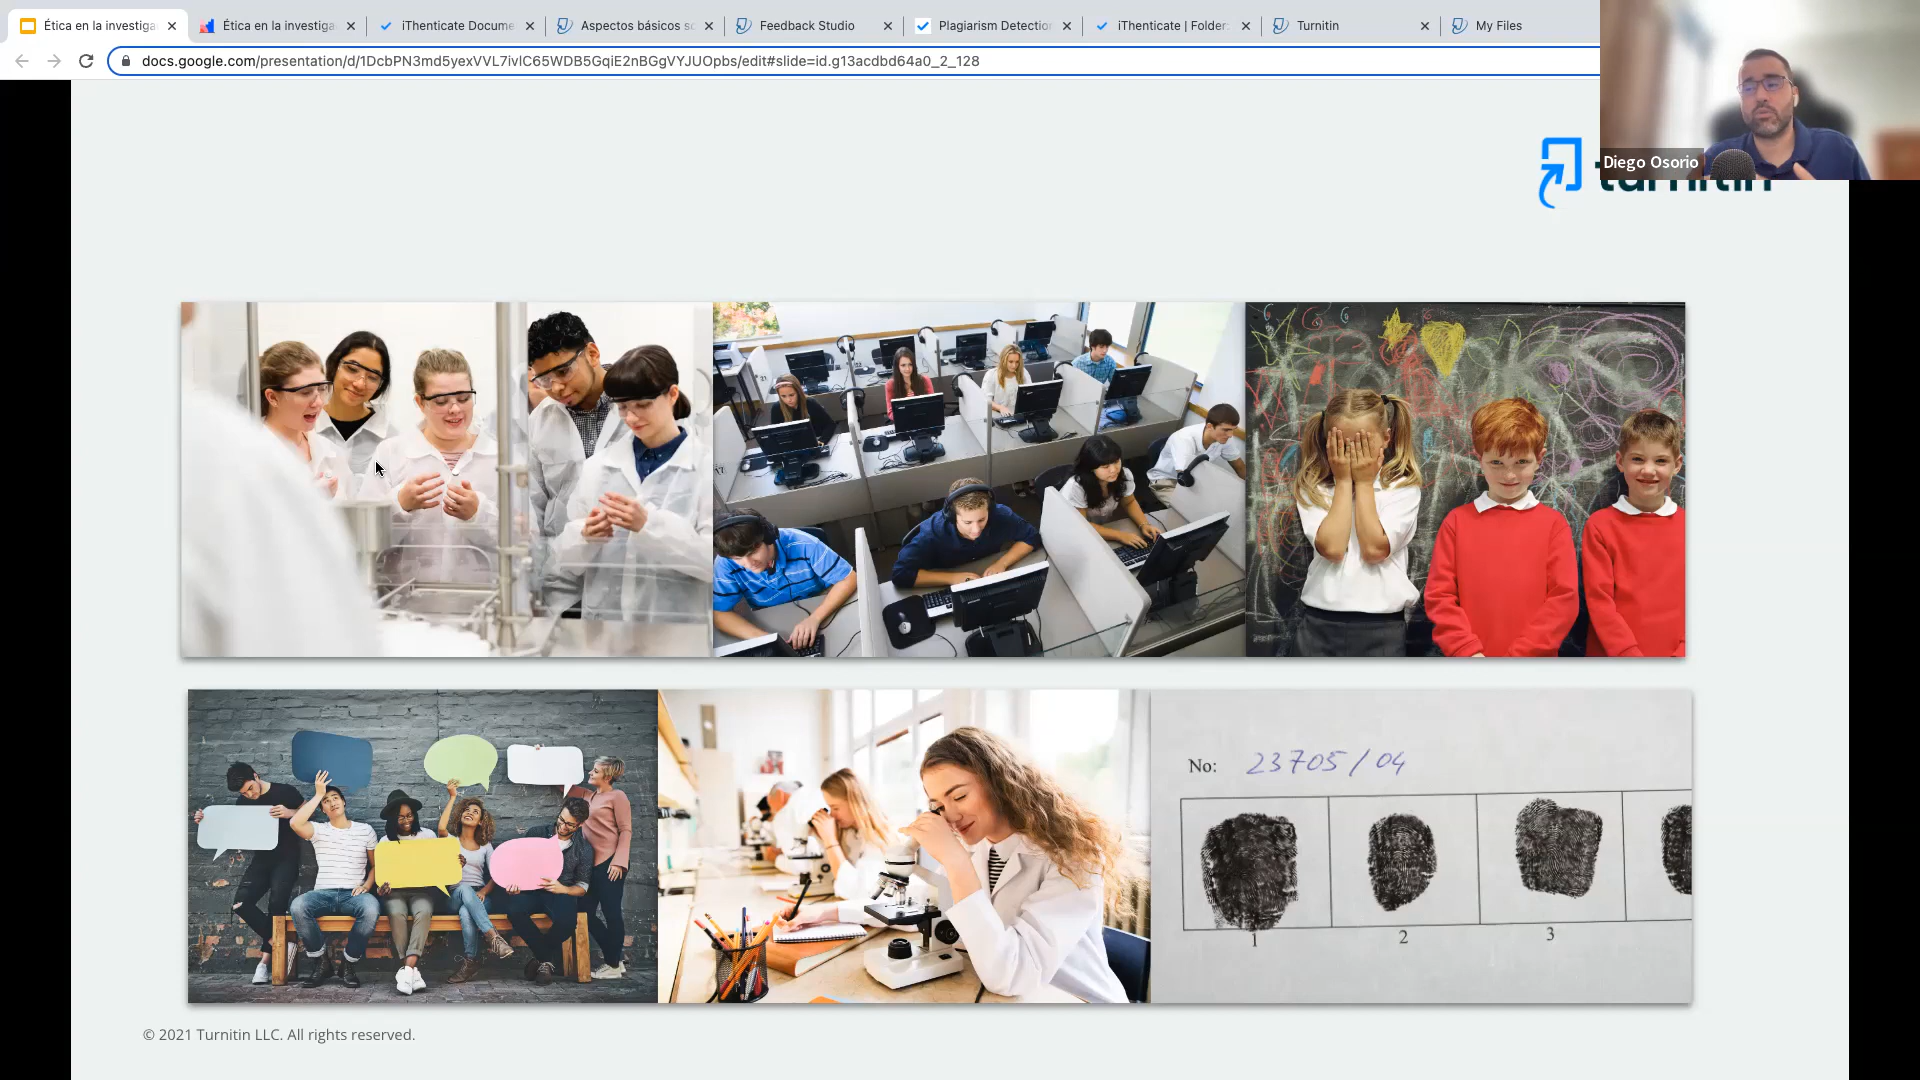 Ética en la investiga
Ética en la investiga
iThenticate Docume
Aspectos básicos s
Feedback Studio
Plagiarism Detectio
iThenticate | Folder:
Turnitin
My Files
docs.google.com/presentation/d/1DcbPN3md5yexVVL7ivlC65WDB5GqiE2nBGgVYJUOpbs/edit#slide=id.g13acdbd64a0_2_128
Diego Osorio
turnitin
No: 23705/04
1 2 3
© 2021 Turnitin LLC. All rights reserved.